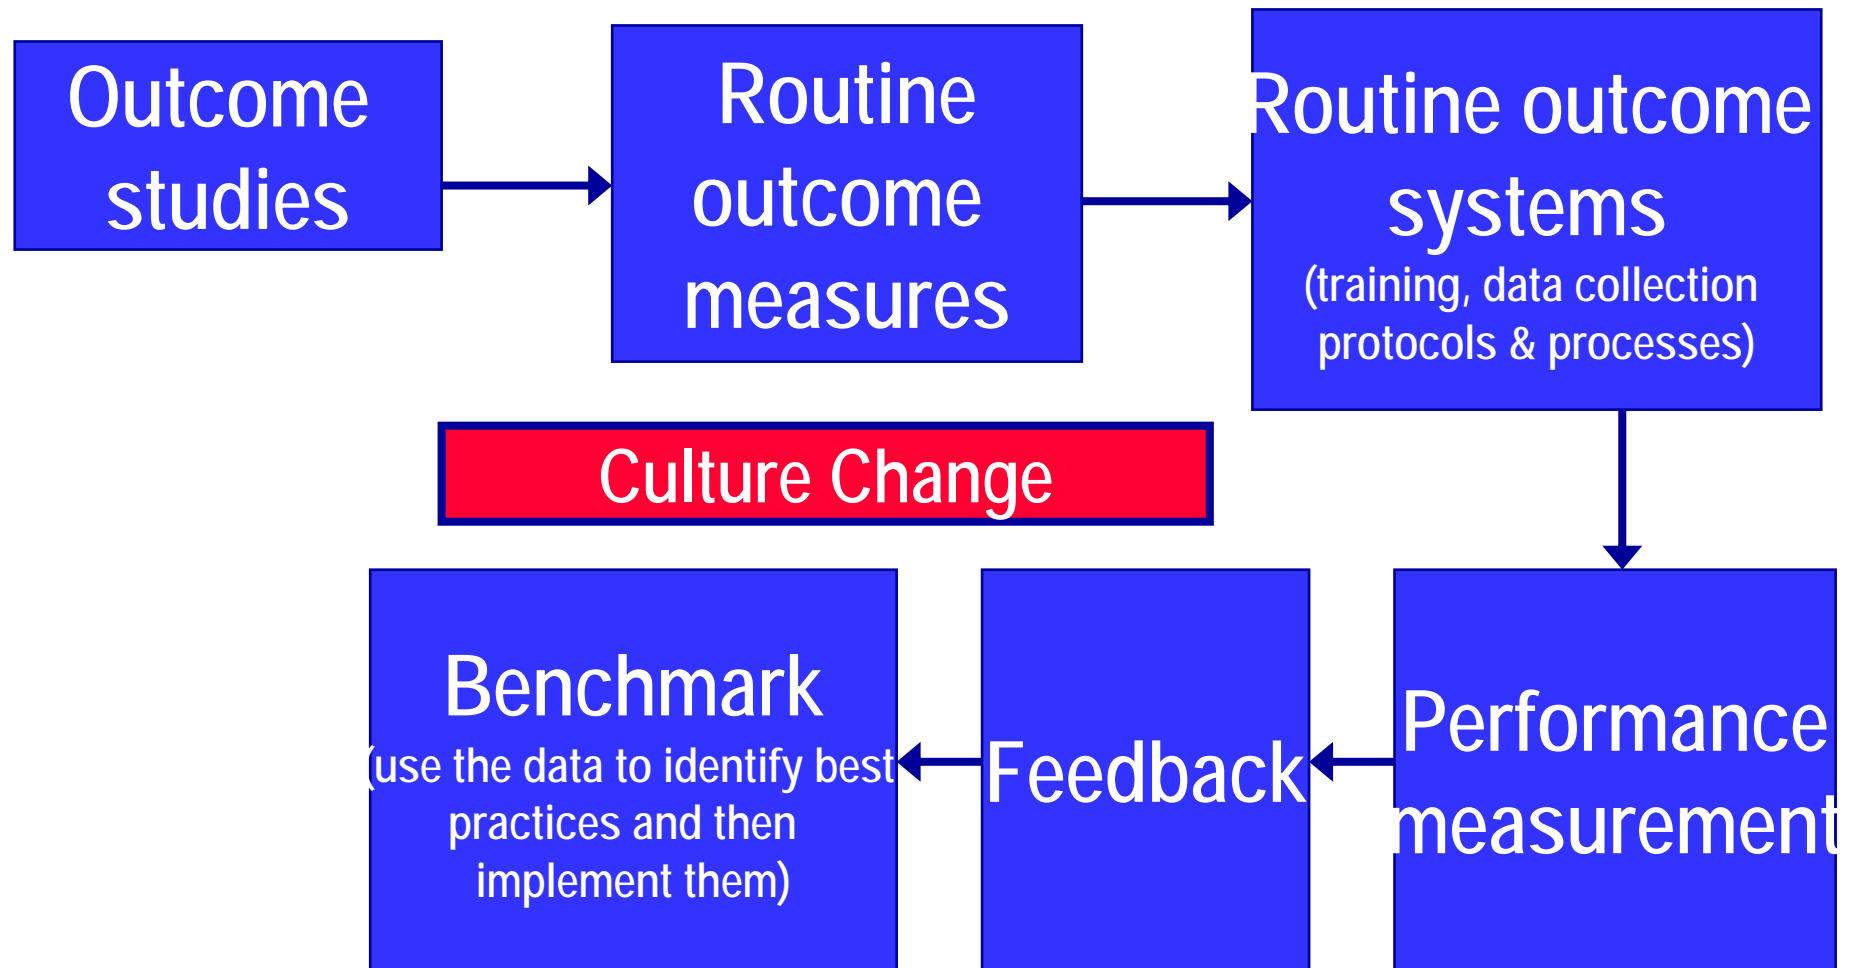 Outcome
studies
Routine
outcome
measures
Routine outcome
systems
(training, data collection
protocols & processes)
Culture Change
Benchmark
(use the data to identify best
practices and then
implement them)
Feedback
Performance
measurement